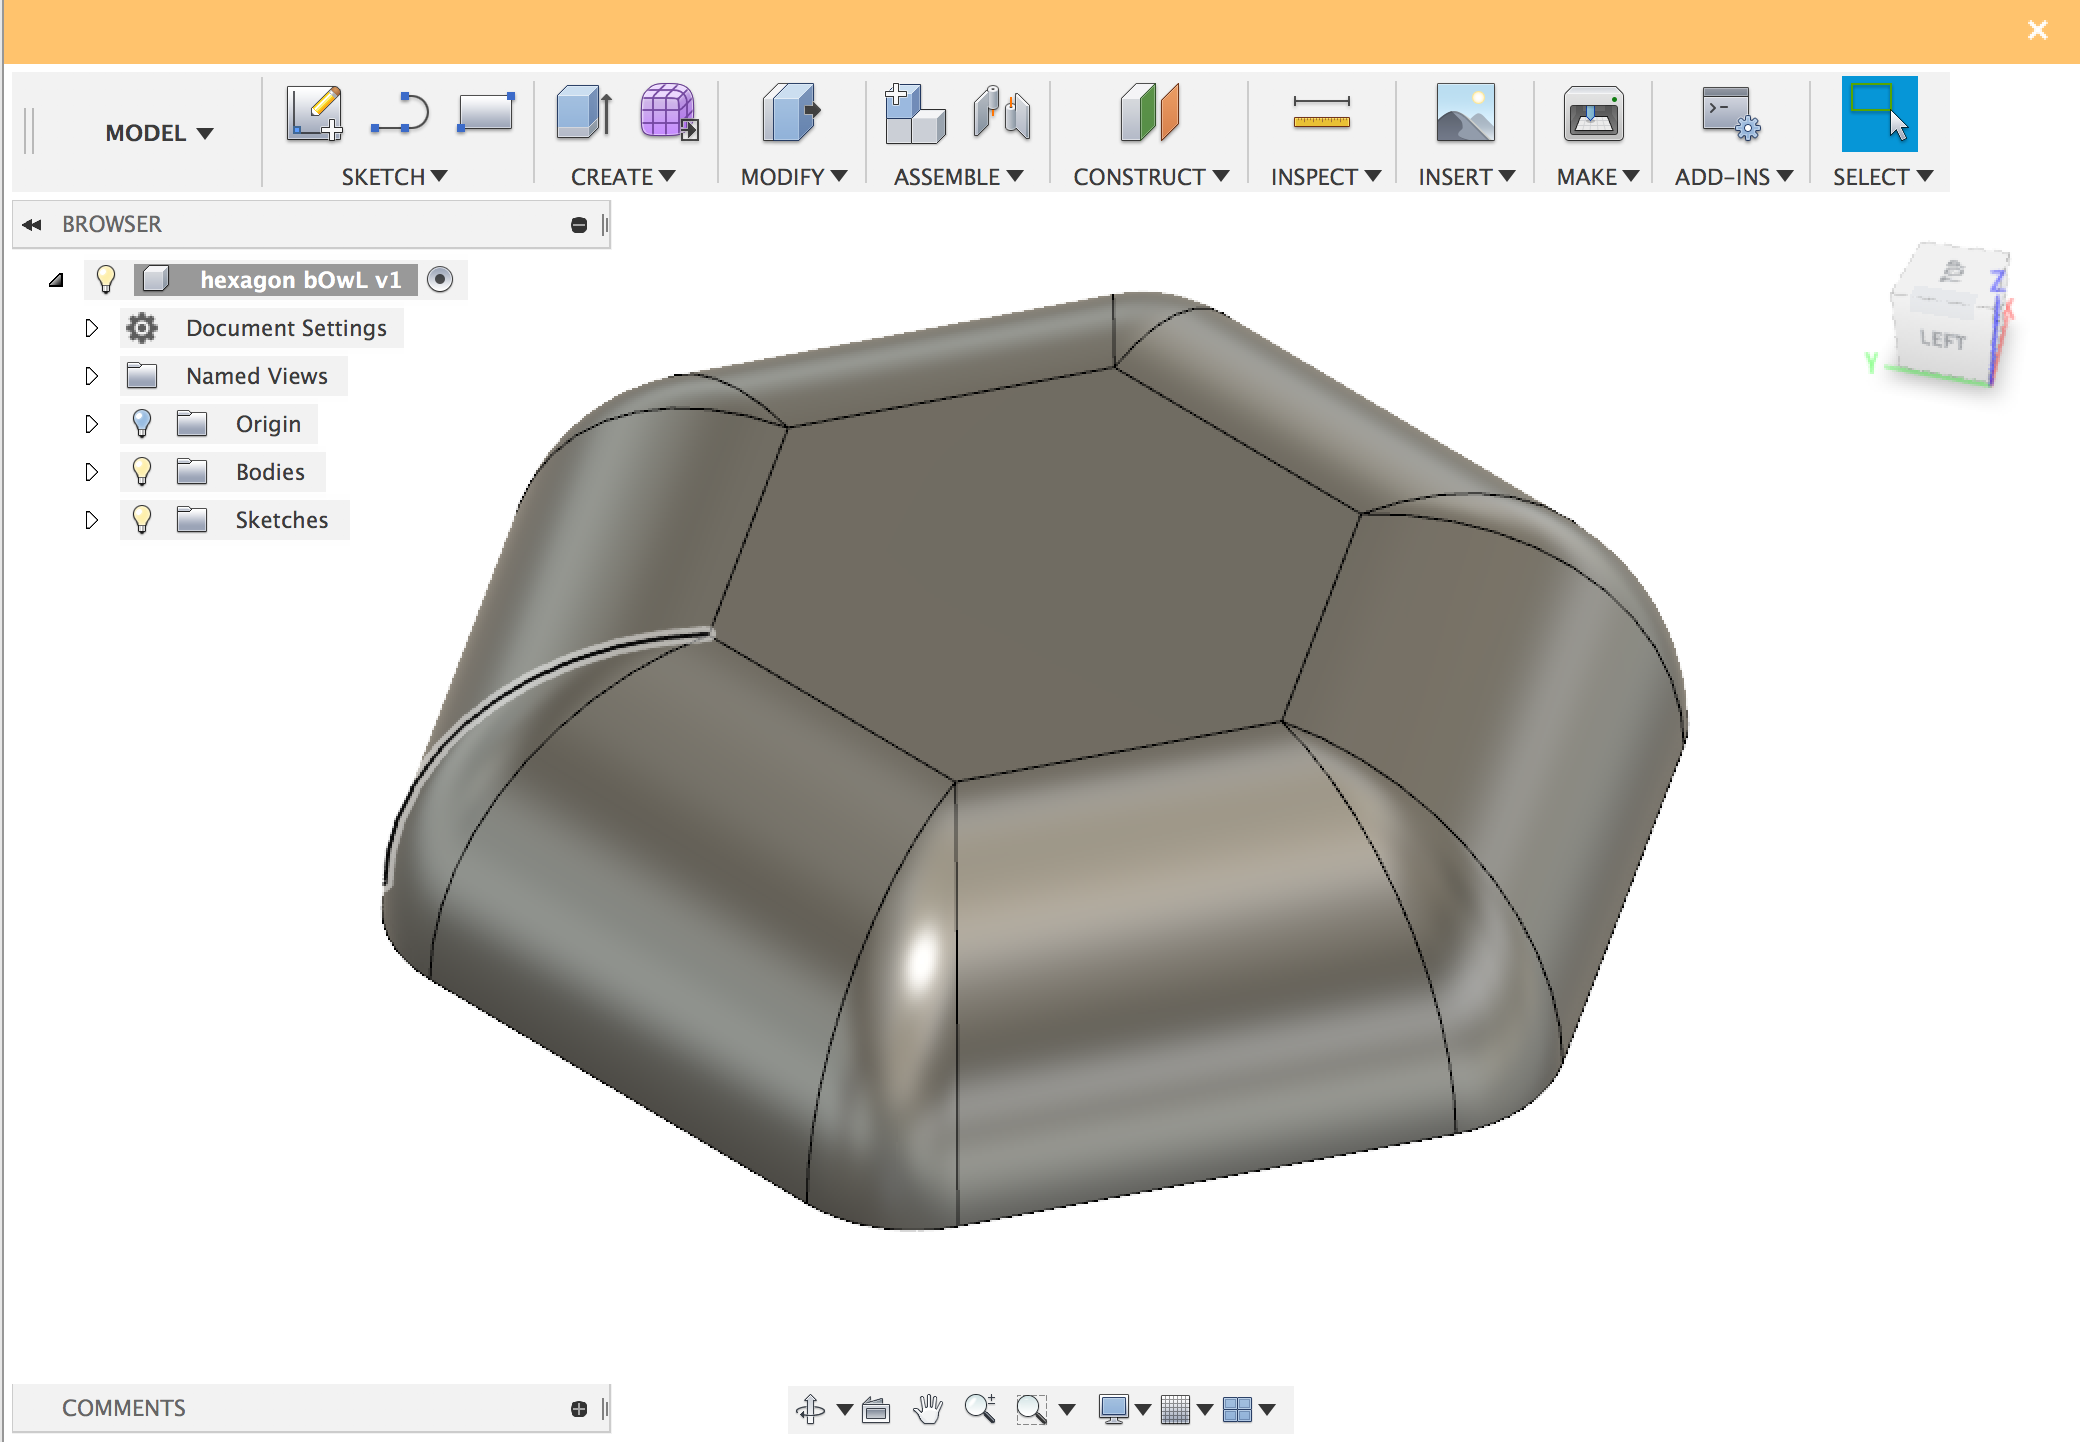 MODEL
SKETCH
CREATE
MODIFY
ASSEMBLE
CONSTRUCT
INSPECT
INSERT
MAKE
ADD-INS
SELECT
BROWSER
hexagon bOwL v1
Document Settings
Named Views
Origin
Bodies
Sketches
Z
X
LEFT
Y
COMMENTS